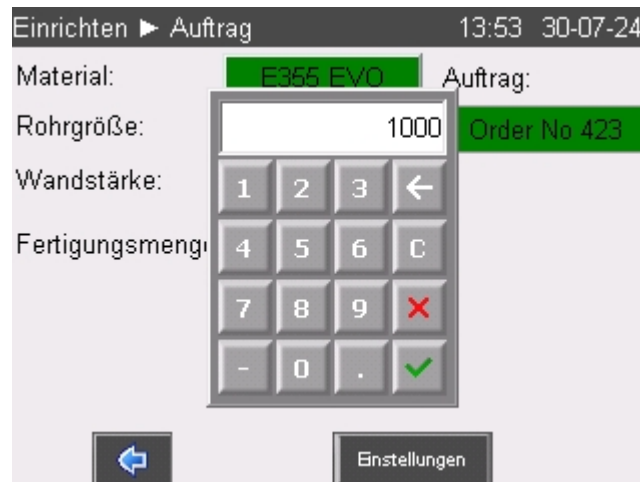 Einrichten ► Auftrag 13:53 30-07-24
Material: E355 EVO Auftrag:
1000
Rohrgröße: Order No 423
Wandstärke:
1 2 3 ←
Fertigungsmeng
4 5 6 C
7 8 9
- 0 .
Einstellungen